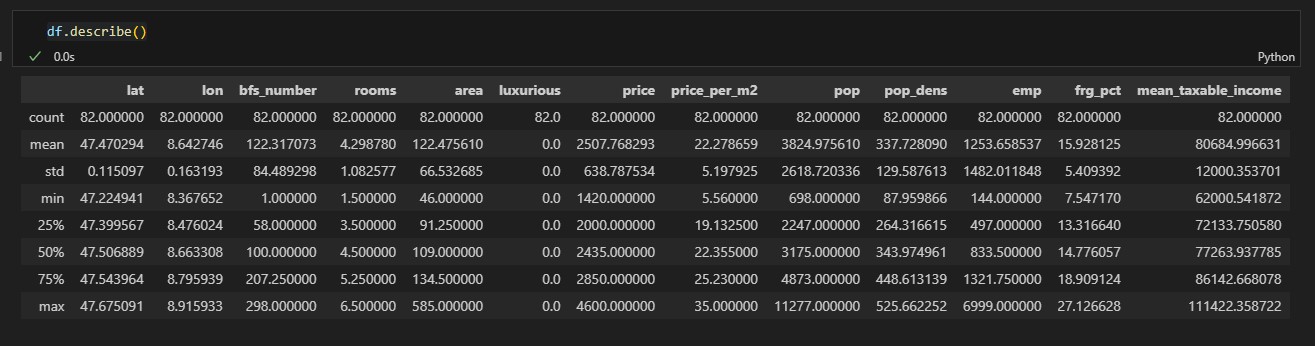 df.describe()
0.0s Python
lat lon bfs_number rooms area luxurious price price_per_m2 pop pop_dens emp frg_pct mean_taxable_income
count 82.000000 82.000000 82.000000 82.000000 82.000000 82.0 82.000000 82.000000 82.000000 82.000000 82.000000 82.000000 82.000000
mean 47.470294 8.642746 122.317073 4.298780 122.475610 0.0 2507.768293 22.278659 3824.975610 337.728090 1253.658537 15.928125 80684.996631
std 0.115097 0.163193 84.489298 1.082577 66.532685 0.0 638.787534 5.197925 2618.720336 129.587613 1482.011848 5.409392 12000.353701
min 47.224941 8.367652 1.000000 1.500000 46.000000 0.0 1420.000000 5.560000 698.000000 87.959866 144.000000 7.547170 62000.541872
25% 47.399567 8.476024 58.000000 3.500000 91.250000 0.0 2000.000000 19.132500 2247.000000 264.316615 497.000000 13.316640 72133.750580
50% 47.506889 8.663308 100.000000 4.500000 109.000000 0.0 2435.000000 22.355000 3175.000000 343.974961 833.500000 14.776057 77263.937785
75% 47.543964 8.795939 207.250000 5.250000 134.500000 0.0 2850.000000 25.230000 4873.000000 448.613139 1321.750000 18.909124 86142.668078
max 47.675091 8.915933 298.000000 6.500000 585.000000 0.0 4600.000000 35.000000 11277.000000 525.662252 6999.000000 27.126628 111422.358722